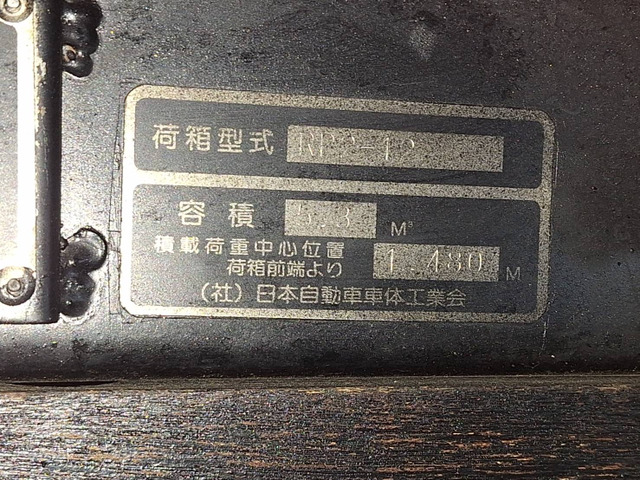 荷箱型式
容積 5.3 M³
積載荷重中心位置
荷箱前端より 1.480 M
(社)日本自動車車体工業会